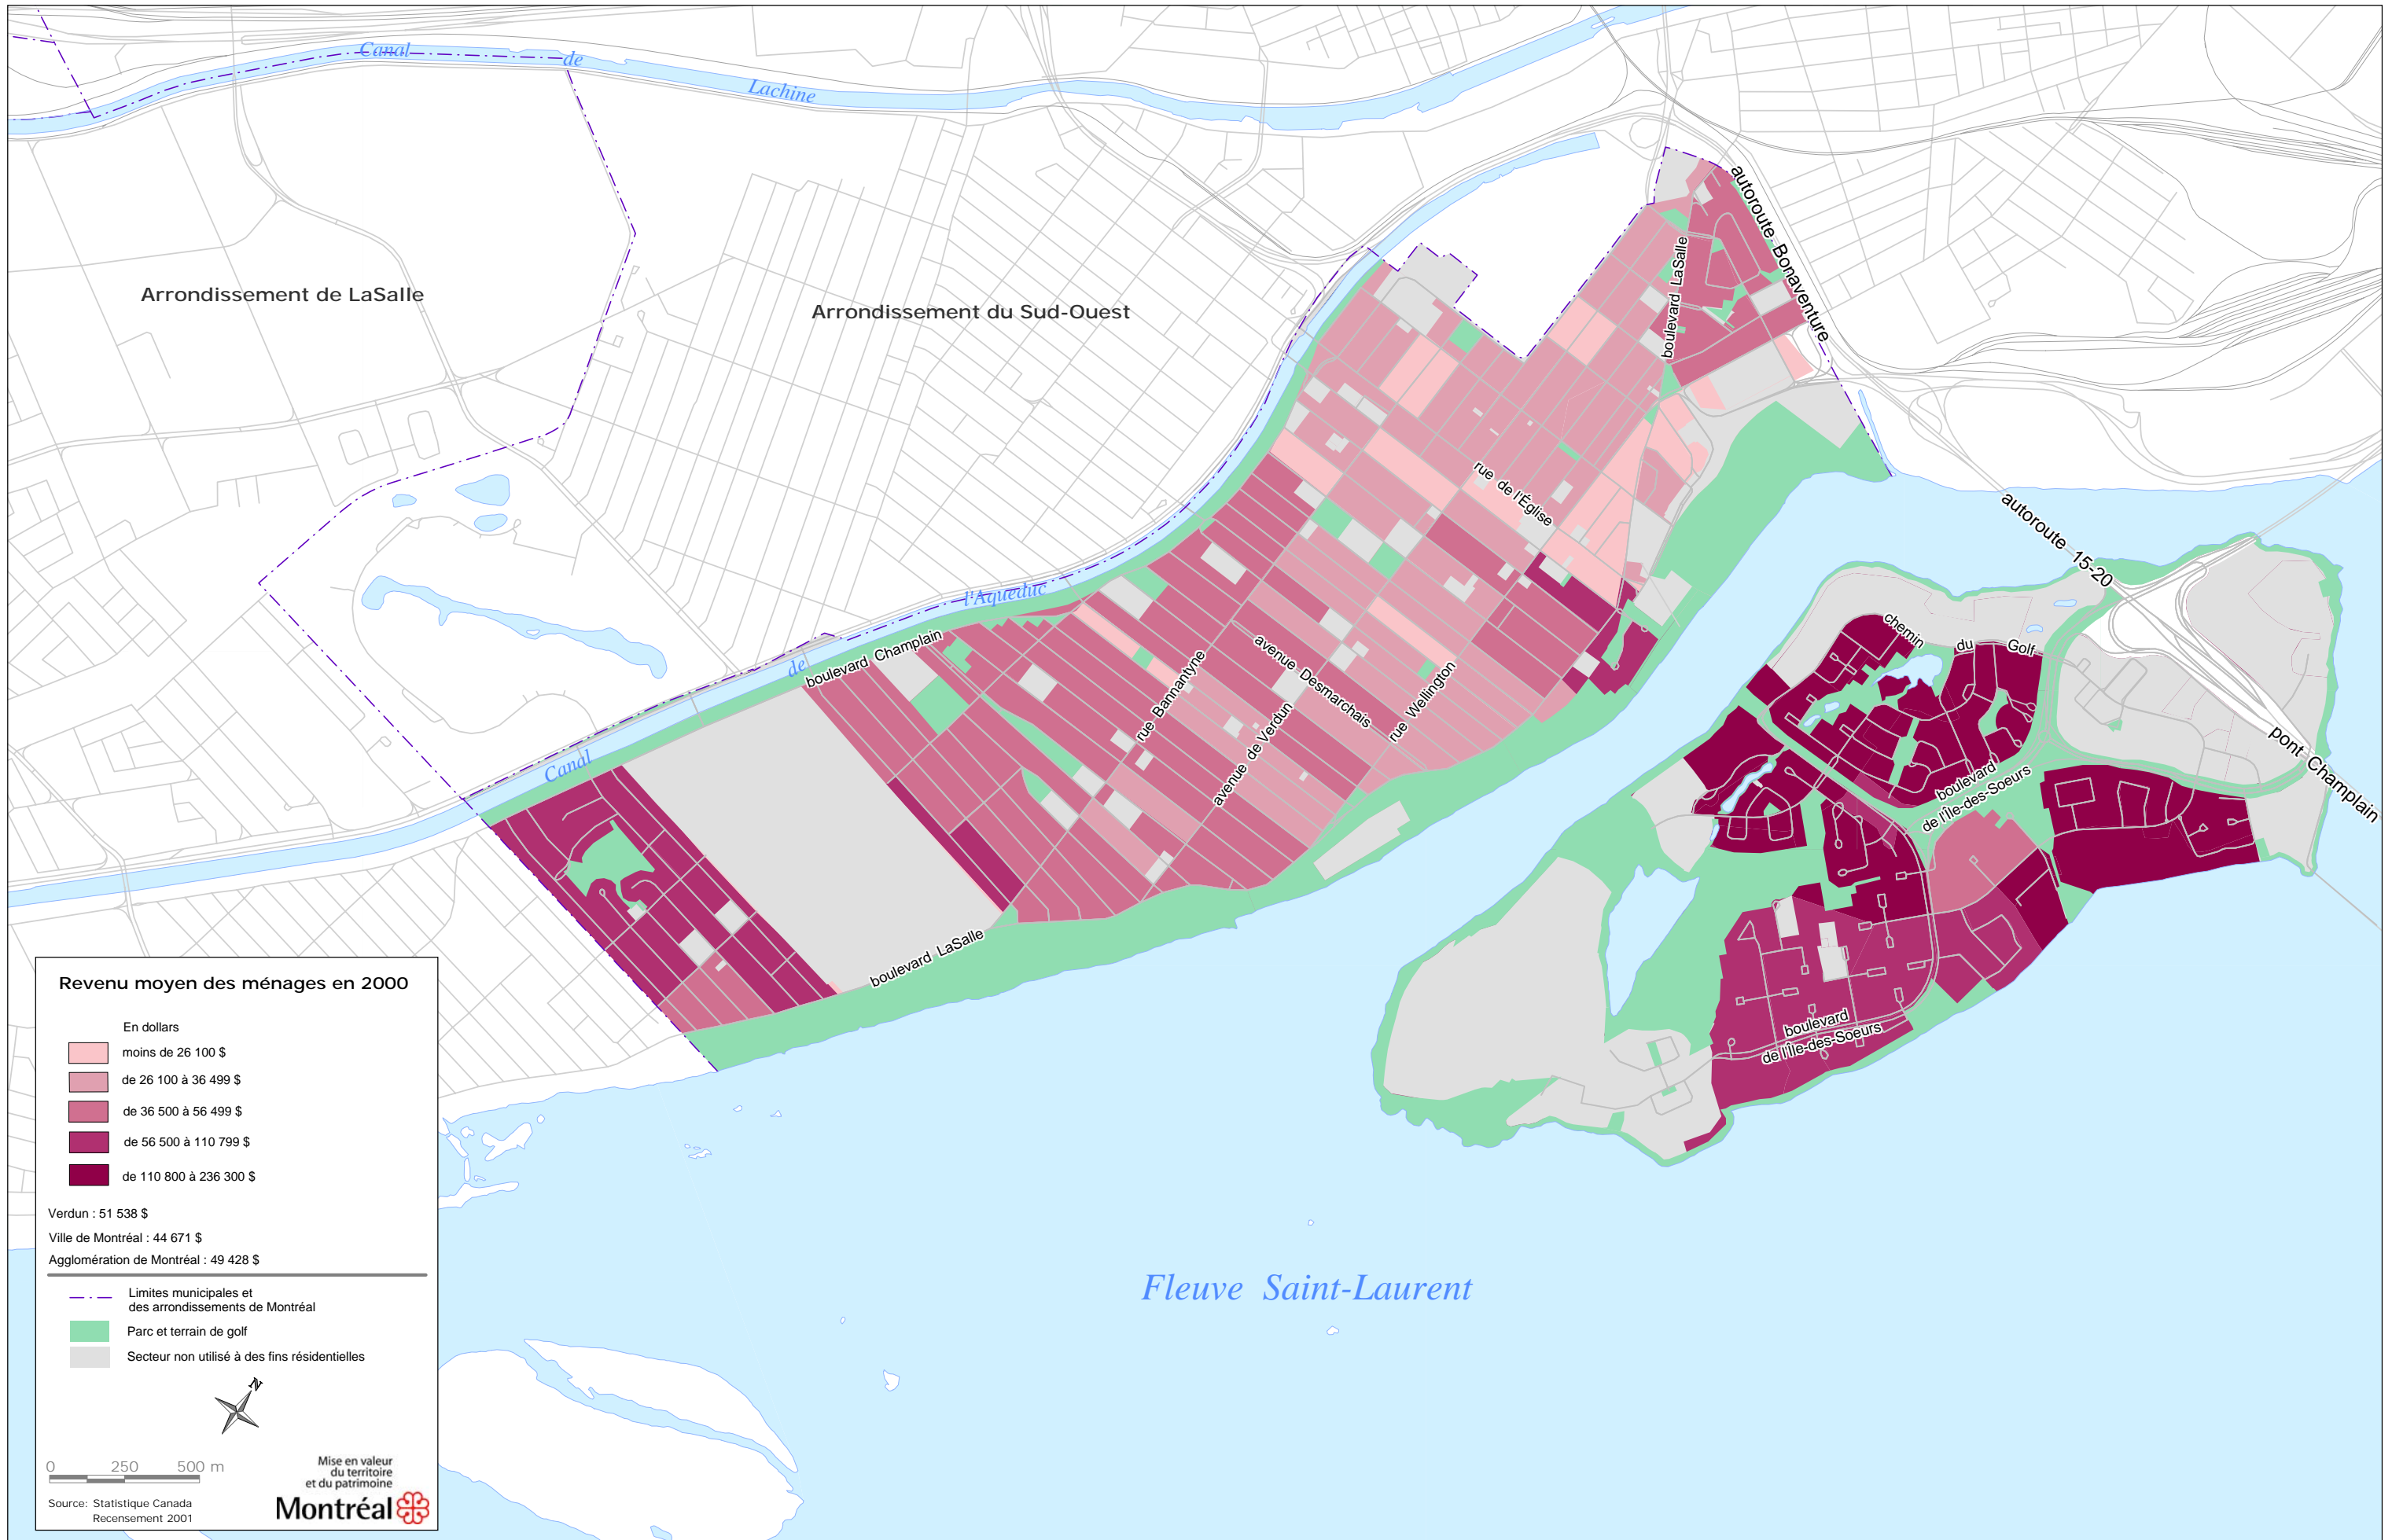 Canal de Lachine
Arrondissement de LaSalle
Arrondissement du Sud-Ouest
autoroute Bonaventure
boulevard LaSalle
rue de l'Église
autoroute 15-20
l'Aqueduc
de
Canal
boulevard Champlain
rue Bannantyne
avenue Desmarchais
avenue de Verdun
rue Wellington
chemin du Golf
boulevard
de l'Île-des-Soeurs
pont Champlain
boulevard LaSalle
boulevard
de l'Île-des-Soeurs
Fleuve Saint-Laurent
Revenu moyen des ménages en 2000
En dollars
moins de 26 100 $
de 26 100 à 36 499 $
de 36 500 à 56 499 $
de 56 500 à 110 799 $
de 110 800 à 236 300 $
Verdun : 51 538 $
Ville de Montréal : 44 671 $
Agglomération de Montréal : 49 428 $
Limites municipales et
des arrondissements de Montréal
Parc et terrain de golf
Secteur non utilisé à des fins résidentielles
N
0 250 500 m
Source: Statistique Canada
Recensement 2001
Mise en valeur
du territoire
et du patrimoine
Montréal